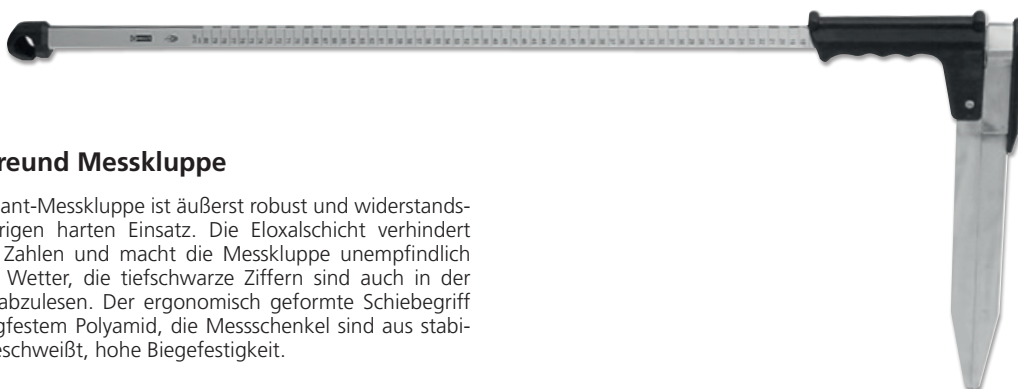 reund Messkluppe
ant-Messkluppe ist äußerst robust und widerstands-
rigen harten Einsatz. Die Eloxalschicht verhindert
Zahlen und macht die Messkluppe unempfindlich
Wetter, die tiefschwarze Ziffern sind auch in der
abzulesen. Der ergonomisch geformte Schiebegriff
gfestem Polyamid, die Messschenkel sind aus stabi-
eschweißt, hohe Biegefestigkeit.